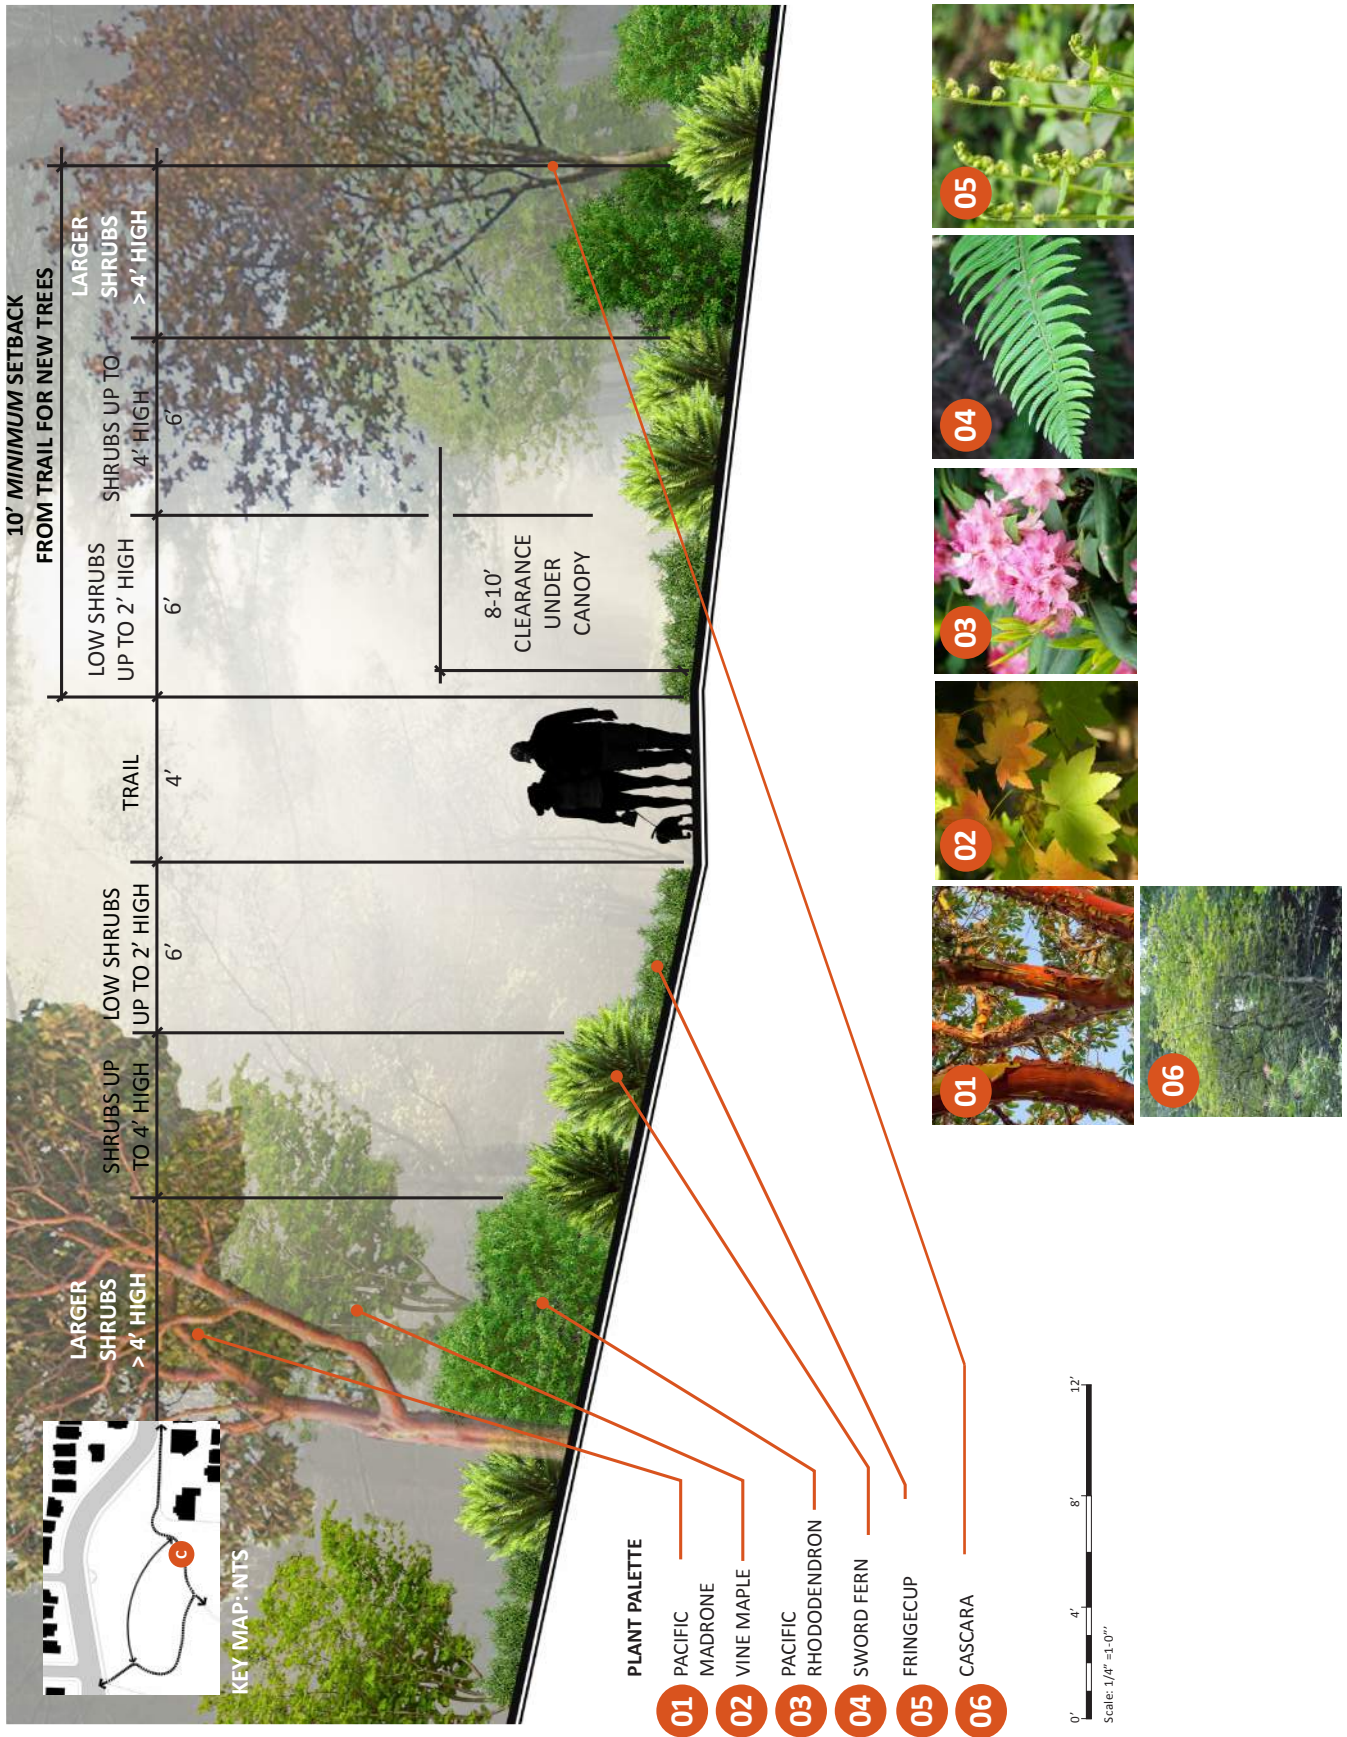 10’ MINIMUM SETBACK
FROM TRAIL FOR NEW TREES
LARGER
SHRUBS
> 4’ HIGH
SHRUBS UP
TO 4’ HIGH
LOW SHRUBS
UP TO 2’ HIGH
6’
TRAIL
4’
LOW SHRUBS
UP TO 2’ HIGH
6’
SHRUBS UP TO
4’ HIGH
6’
LARGER
SHRUBS
> 4’ HIGH
8-10’
CLEARANCE
UNDER
CANOPY
C
KEY MAP: NTS
PLANT PALETTE
01 PACIFIC
MADRONE
02 VINE MAPLE
03 PACIFIC
RHODODENDRON
04 SWORD FERN
05 FRINGECUP
06 CASCARA
01
02
03
04
05
06
0’ 4’ 8’ 12’
Scale: 1/4” =1-0”’